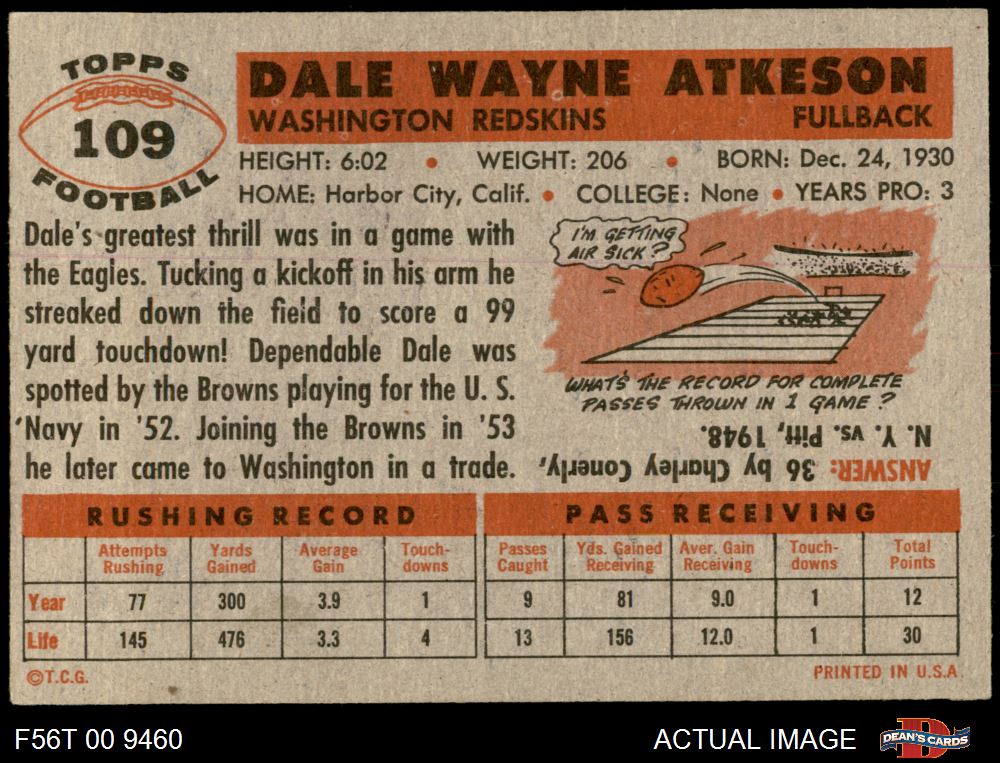 TOPPS
109
FOOTBALL
DALE WAYNE ATKESON
WASHINGTON REDSKINS FULLBACK
HEIGHT: 6:02 • WEIGHT: 206 • BORN: Dec. 24, 1930
HOME: Harbor City, Calif. • COLLEGE: None • YEARS PRO: 3
Dale's greatest thrill was in a game with
the Eagles. Tucking a kickoff in his arm he
streaked down the field to score a 99
yard touchdown! Dependable Dale was
spotted by the Browns playing for the U. S.
Navy in '52. Joining the Browns in '53
he later came to Washington in a trade.
I'M GETTING
AIR SICK?
WHAT'S THE RECORD FOR COMPLETE
PASSES THROWN IN 1 GAME?
ANSWER: 36 by Charley Conerly,
N. Y. vs. Pitt, 1948.
RUSHING RECORD
Attempts Rushing Yards Gained Average Gain Touch-downs
Year 77 300 3.9 1
Life 145 476 3.3 4
PASS RECEIVING
Passes Caught Yds. Gained Receiving Aver. Gain Receiving Touch-downs Total Points
9 81 9.0 1 12
13 156 12.0 1 30
©T.C.G. PRINTED IN U.S.A.
F56T 00 9460 ACTUAL IMAGE DEAN'S CARDS